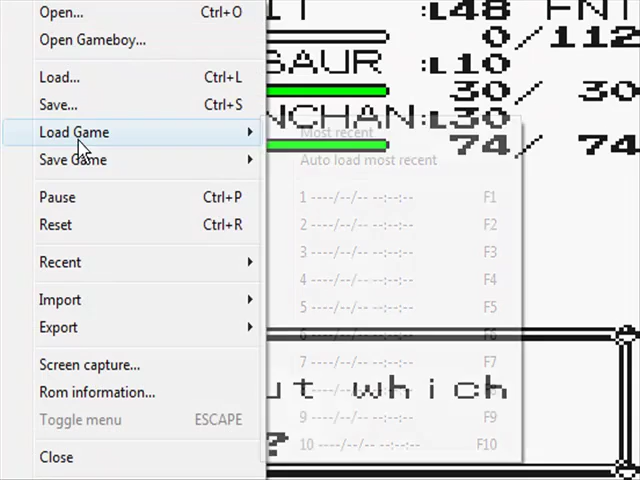 Open... Ctrl+O
Open Gameboy...
Load... Ctrl+L
Save... Ctrl+S
Load Game
Save Game
Pause Ctrl+P
Reset Ctrl+R
Recent
Import
Export
Screen capture...
Rom information...
Toggle menu ESCAPE
Close
Most recent
Auto load most recent
1 ----/--/-- --:--:-- F1
2 ----/--/-- --:--:-- F2
3 ----/--/-- --:--:-- F3
4 ----/--/-- --:--:-- F4
5 ----/--/-- --:--:-- F5
6 ----/--/-- --:--:-- F6
7 ----/--/-- --:--:-- F7
9 ----/--/-- --:--:-- F9
10 ----/--/-- --:--:-- F10
:L48 FNT
0/112
SAUR :L10
30/ 30
NCHAN:L30
74/ 74
ut which
?